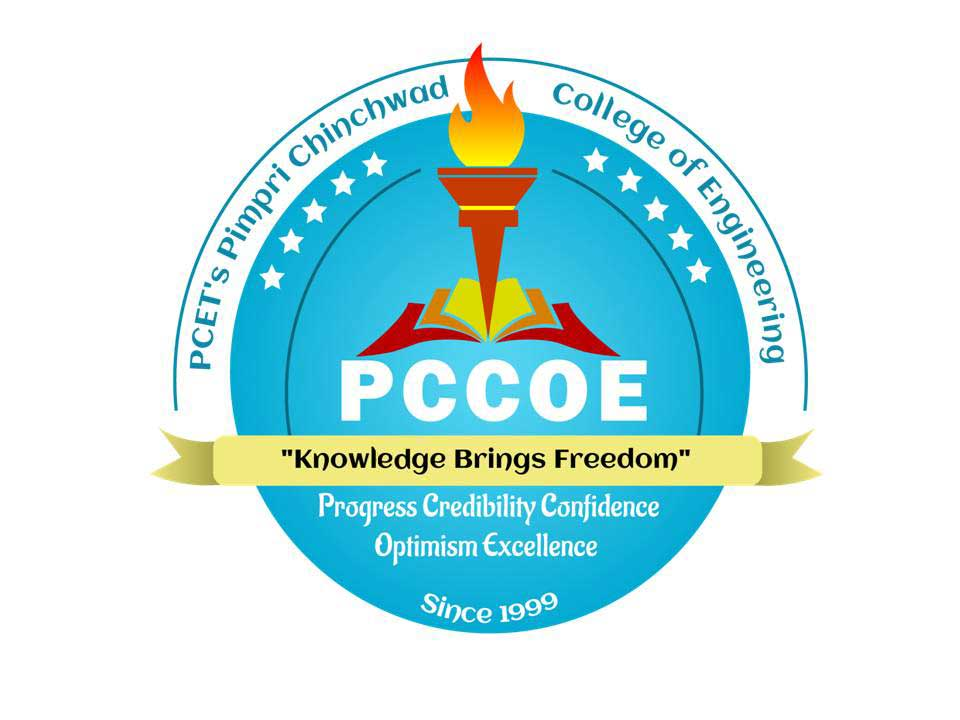 PCET's Pimpri Chinchwad College of Engineering
PCCOE
"Knowledge Brings Freedom"
Progress Credibility Confidence
Optimism Excellence
Since 1999